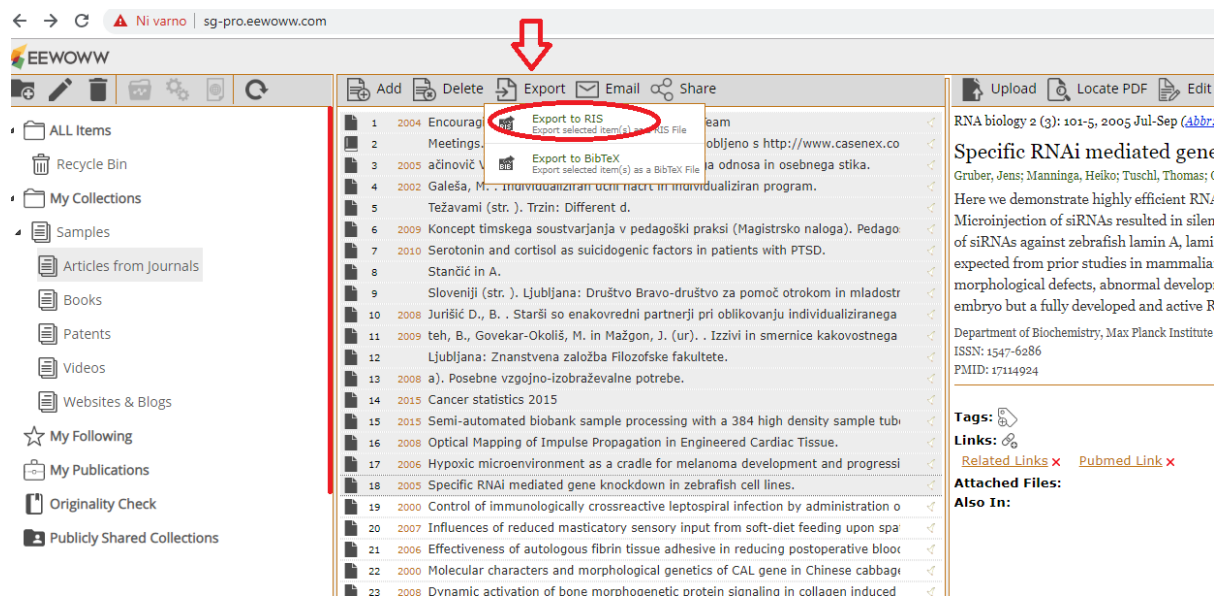 Ni varno sg-pro.eewoww.com
EEWOWW
ALL Items
Recycle Bin
My Collections
Samples
Articles from Journals
Books
Patents
Videos
Websites & Blogs
My Following
My Publications
Originality Check
Publicly Shared Collections
Add Delete Export Email Share
Export to RIS
Export selected item(s) as a RIS File
Export to BibTeX
Export selected item(s) as a BibTeX File
BIB
1 2004 Encouragi
2 Meetings. obljeno s http://www.casenex.co
3 2005 ačinovič V a odnosa in osebnega stika.
4 2002 Galeša, M. . Individualiziran učni načrt in individualiziran program.
5 Težavami (str. ). Trzin: Different d.
6 2009 Koncept timskega soustvarjanja v pedagoški praksi (Magistrsko naloga). Pedago
7 2010 Serotonin and cortisol as suicidogenic factors in patients with PTSD.
8 Stančić in A.
9 Sloveniji (str. ). Ljubljana: Društvo Bravo-društvo za pomoč otrokom in mladostr
10 2008 Jurišić D., B. . Starši so enakovredni partnerji pri oblikovanju individualiziranega
11 2009 teh, B., Govekar-Okoliš, M. in Mažgon, J. (ur). . Izzivi in smernice kakovostnega
12 Ljubljana: Znanstvena založba Filozofske fakultete.
13 2008 a). Posebne vzgojno-izobraževalne potrebe.
14 2015 Cancer statistics 2015
15 2015 Semi-automated biobank sample processing with a 384 high density sample tub
16 2008 Optical Mapping of Impulse Propagation in Engineered Cardiac Tissue.
17 2006 Hypoxic microenvironment as a cradle for melanoma development and progressi
18 2005 Specific RNAi mediated gene knockdown in zebrafish cell lines.
19 2000 Control of immunologically crossreactive leptospiral infection by administration o
20 2007 Influences of reduced masticatory sensory input from soft-diet feeding upon spa
21 2006 Effectiveness of autologous fibrin tissue adhesive in reducing postoperative blood
22 2000 Molecular characters and morphological genetics of CAL gene in Chinese cabbage
23 2008 Dynamic activation of bone morphogenetic protein signaling in collagen induced
Upload Locate PDF Edit
RNA biology 2 (3): 101-5, 2005 Jul-Sep (Abbr
Specific RNAi mediated gene
Gruber, Jens; Manninga, Heiko; Tuschl, Thomas;
Here we demonstrate highly efficient RNA
Microinjection of siRNAs resulted in silen
of siRNAs against zebrafish lamin A, lami
expected from prior studies in mammalia
morphological defects, abnormal develop
embryo but a fully developed and active R
Department of Biochemistry, Max Planck Institute
ISSN: 1547-6286
PMID: 17114924
Tags:
Links:
Related Links x Pubmed Link x
Attached Files:
Also In: